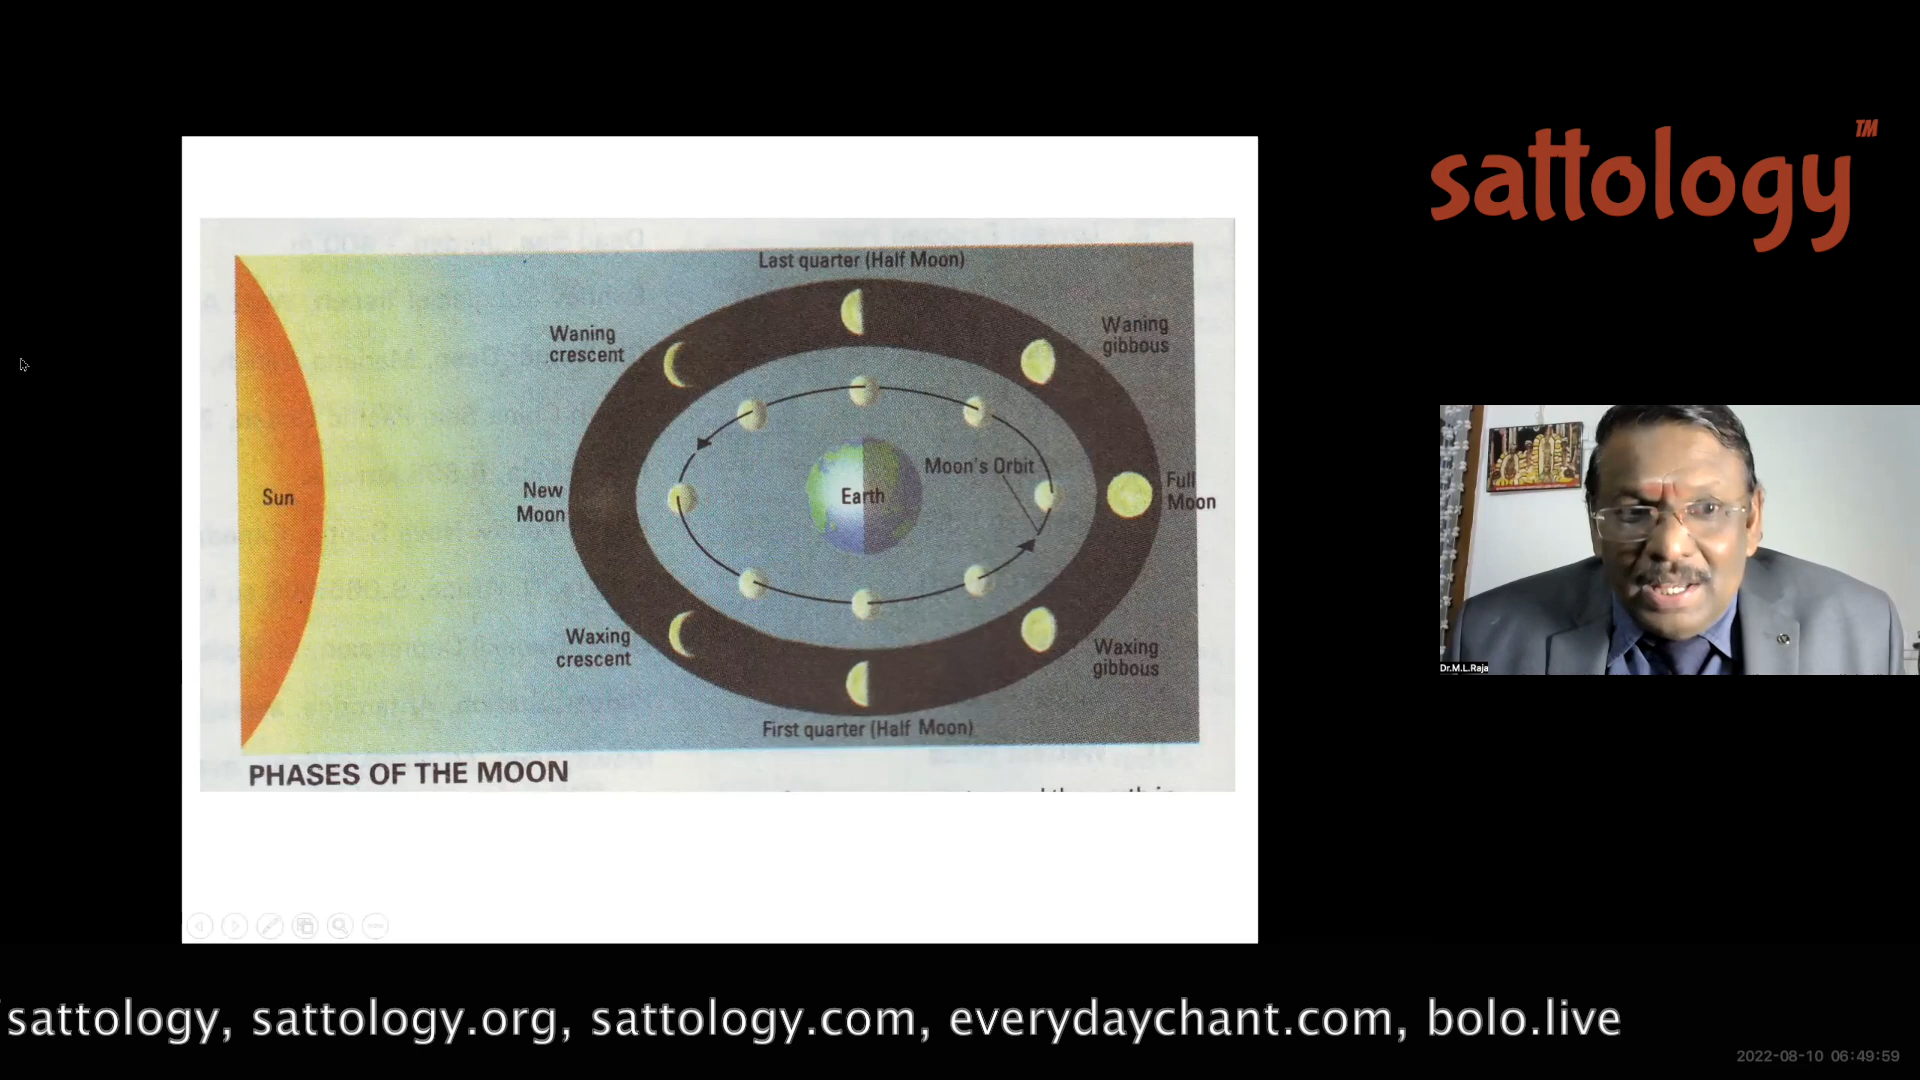 sattology™
Last quarter (Half Moon)
Waning
crescent
Waning
gibbous
Sun
New
Moon
Earth
Moon's Orbit
Full
Moon
Waxing
crescent
Waxing
gibbous
First quarter (Half Moon)
PHASES OF THE MOON
Dr.M.L.Raja
sattology, sattology.org, sattology.com, everydaychant.com, bolo.live
2022-08-10 06:49:59